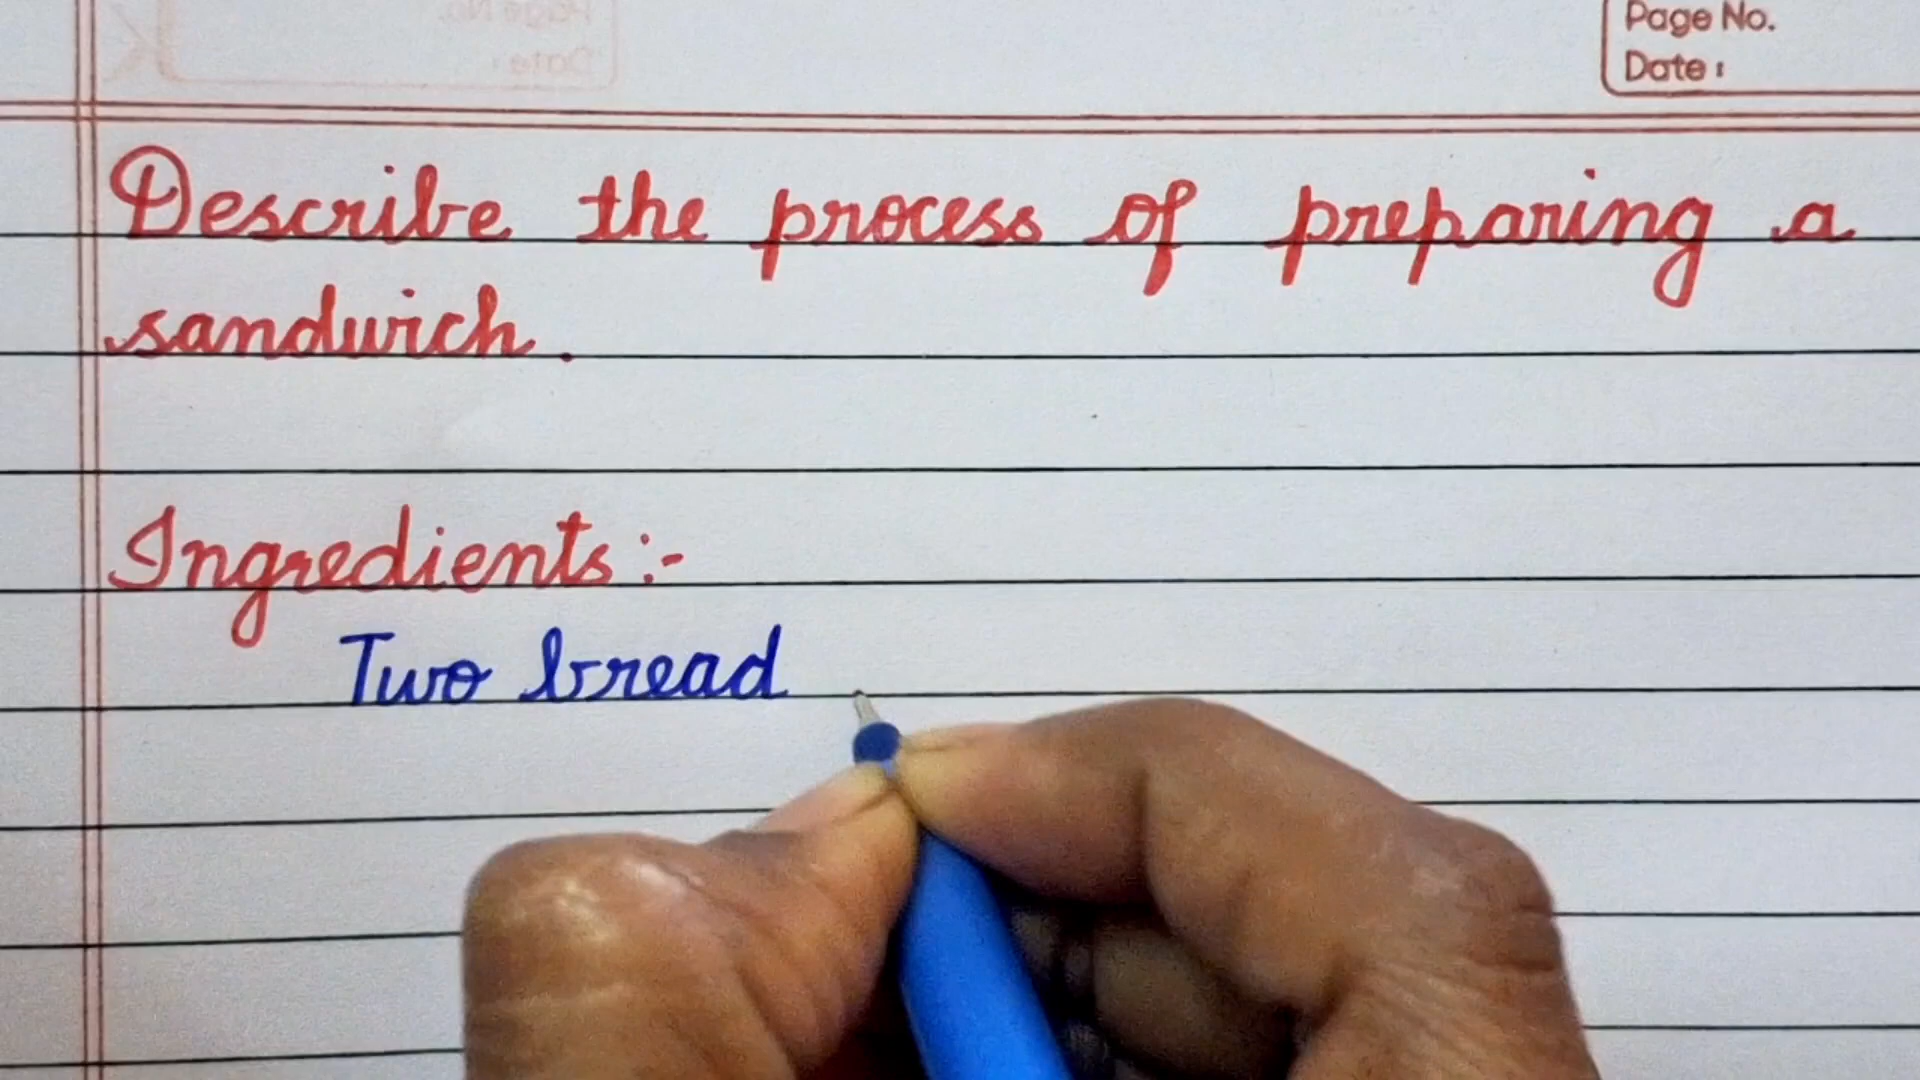 Page No.
Date :
Describe the process of preparing a
sandwich.
Ingredients :-
Two bread